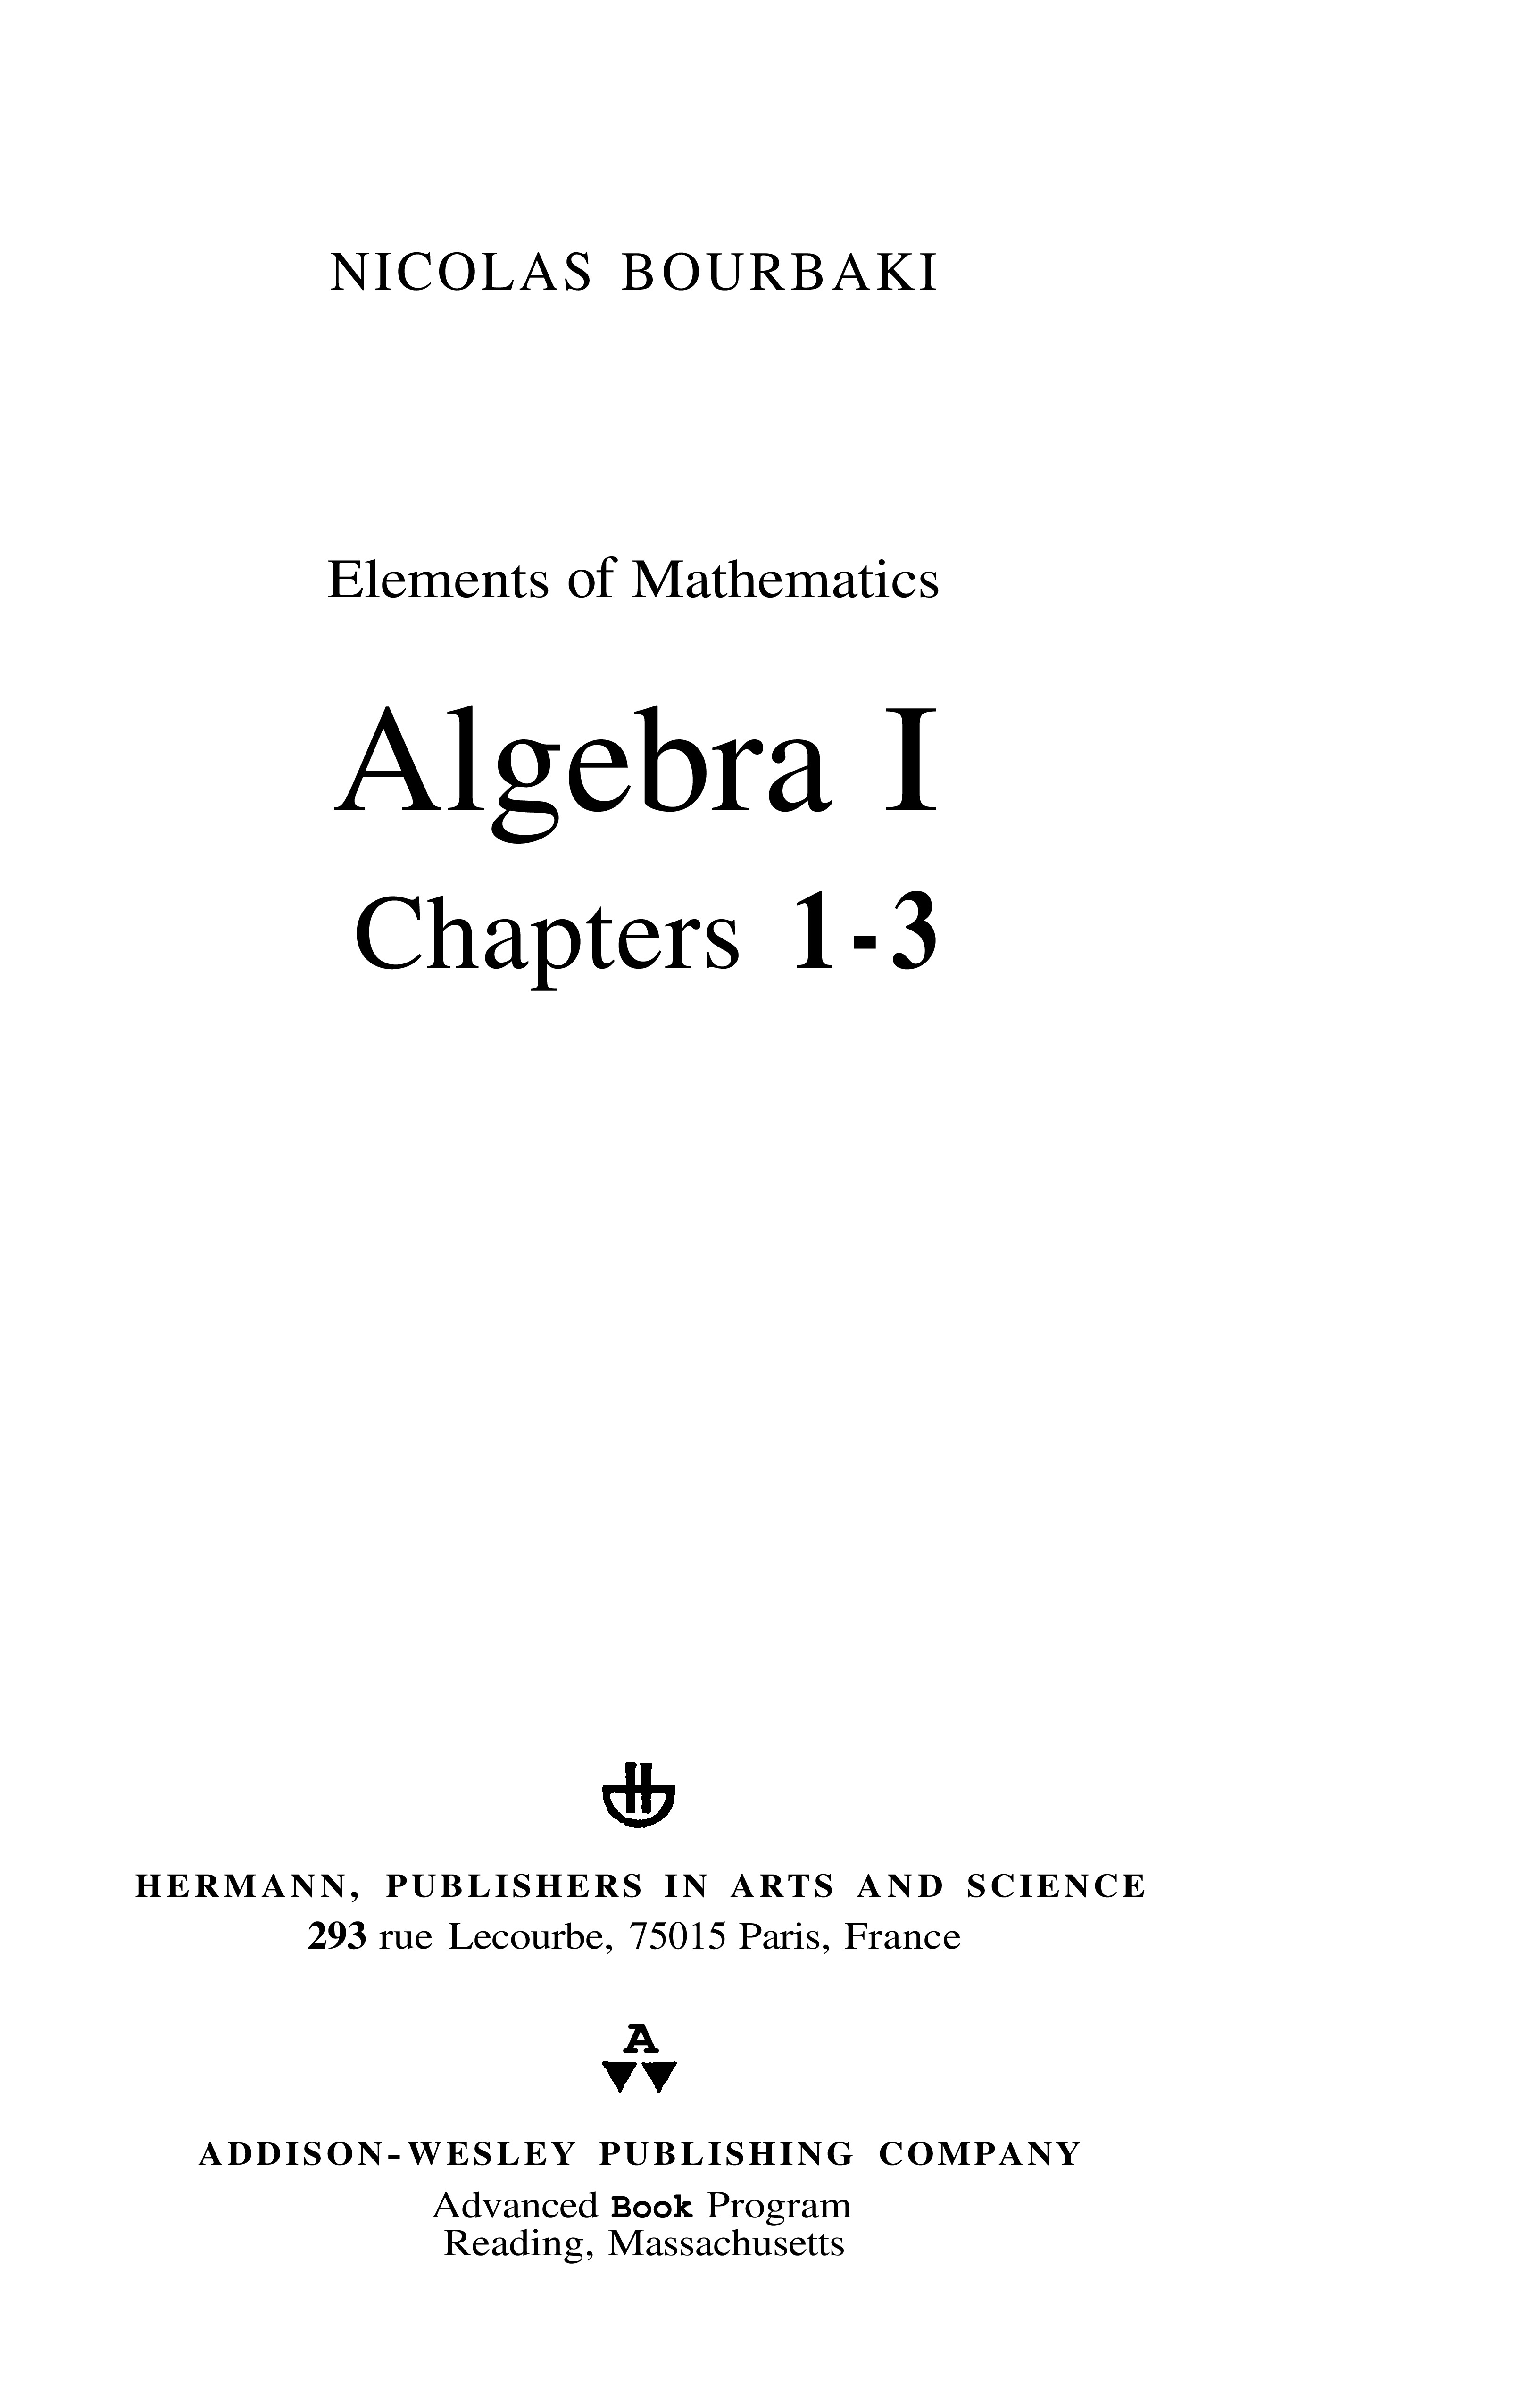 NICOLAS BOURBAKI
Elements of Mathematics
Algebra I
Chapters 1-3
H
HERMANN, PUBLISHERS IN ARTS AND SCIENCE
293 rue Lecourbe, 75015 Paris, France
A
ADDISON-WESLEY PUBLISHING COMPANY
Advanced Book Program
Reading, Massachusetts